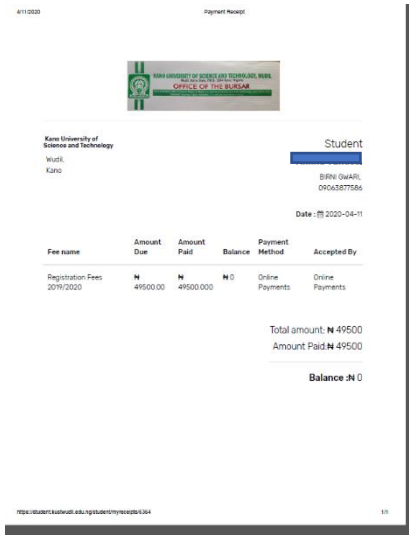 4/11/2020 Payment Receipt
KANO UNIVERSITY OF SCIENCE AND TECHNOLOGY, WUDIL
OFFICE OF THE BURSAR
Kano University of
Science and Technology
Wudil,
Kano
Student
BIRNI GWARI,
09063877586
Date : 2020-04-11
Fee name Amount Due Amount Paid Balance Payment Method Accepted By
Registration Fees 2019/2020 ₦ 49500.00 ₦ 49500.000 ₦ 0 Online Payments Online Payments
Total amount: ₦ 49500
Amount Paid:₦ 49500
Balance :₦ 0
https://student.kustwudil.edu.ng/student/myreceipts/6364 1/1